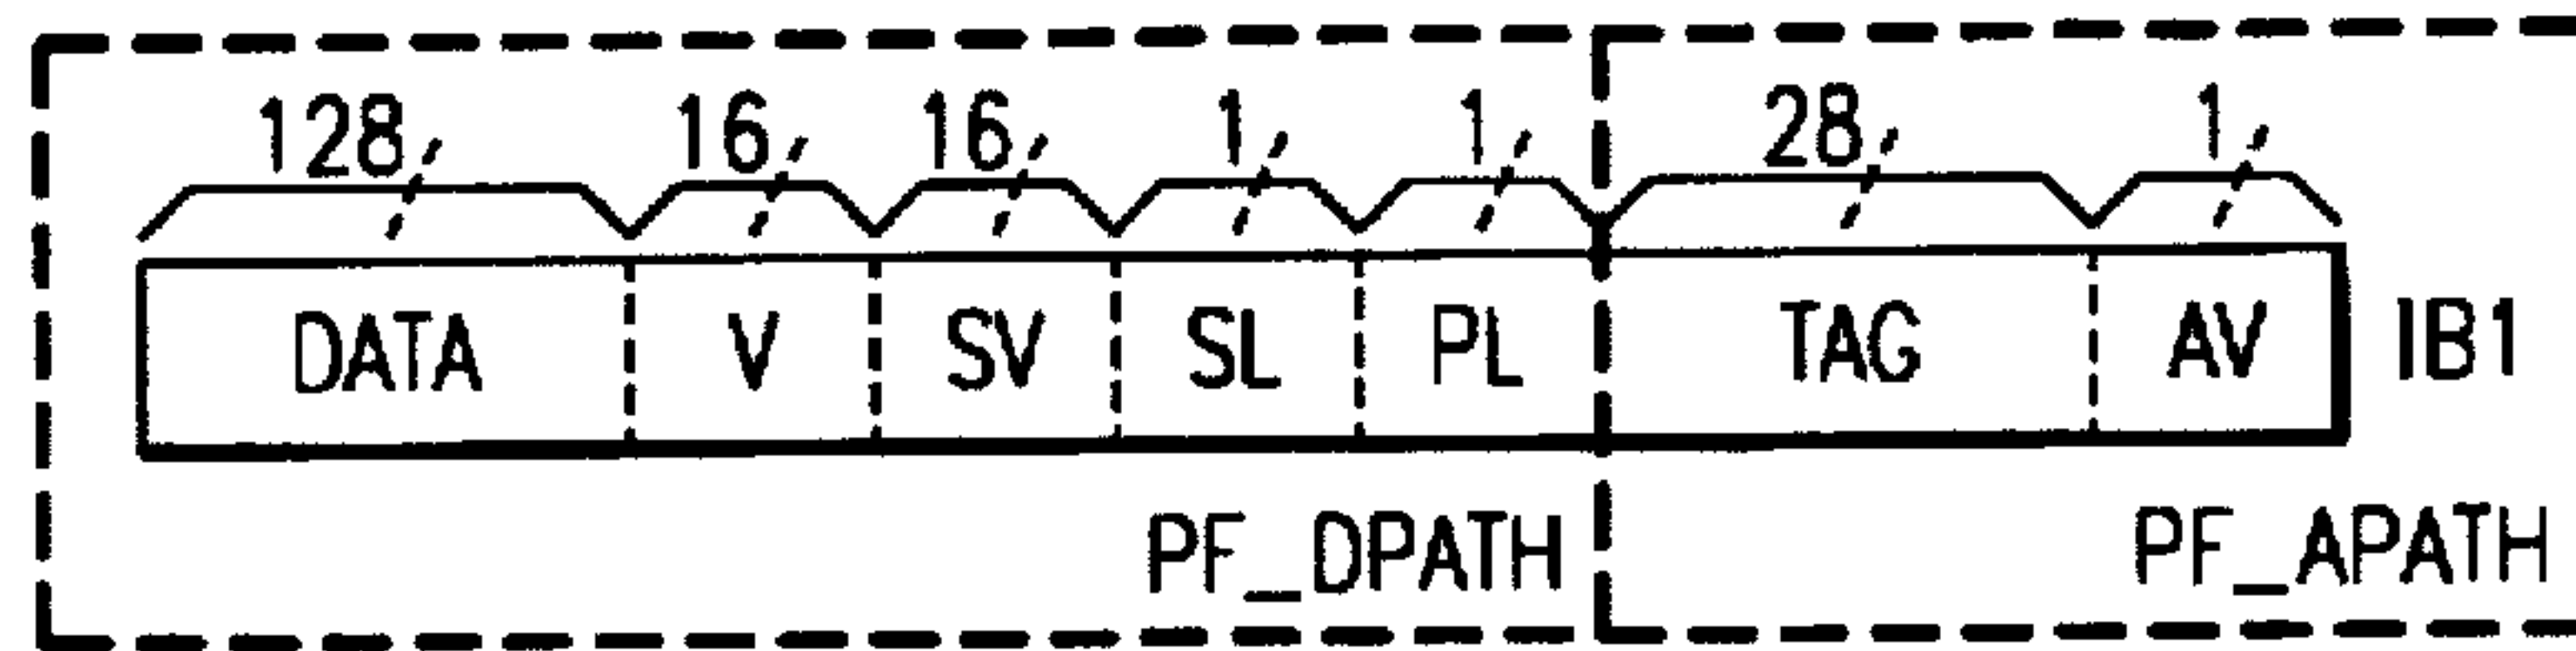 128 16 16 1 1 28 1
DATA V SV SL PL TAG AV IB1
PF_DPATH PF_APATH